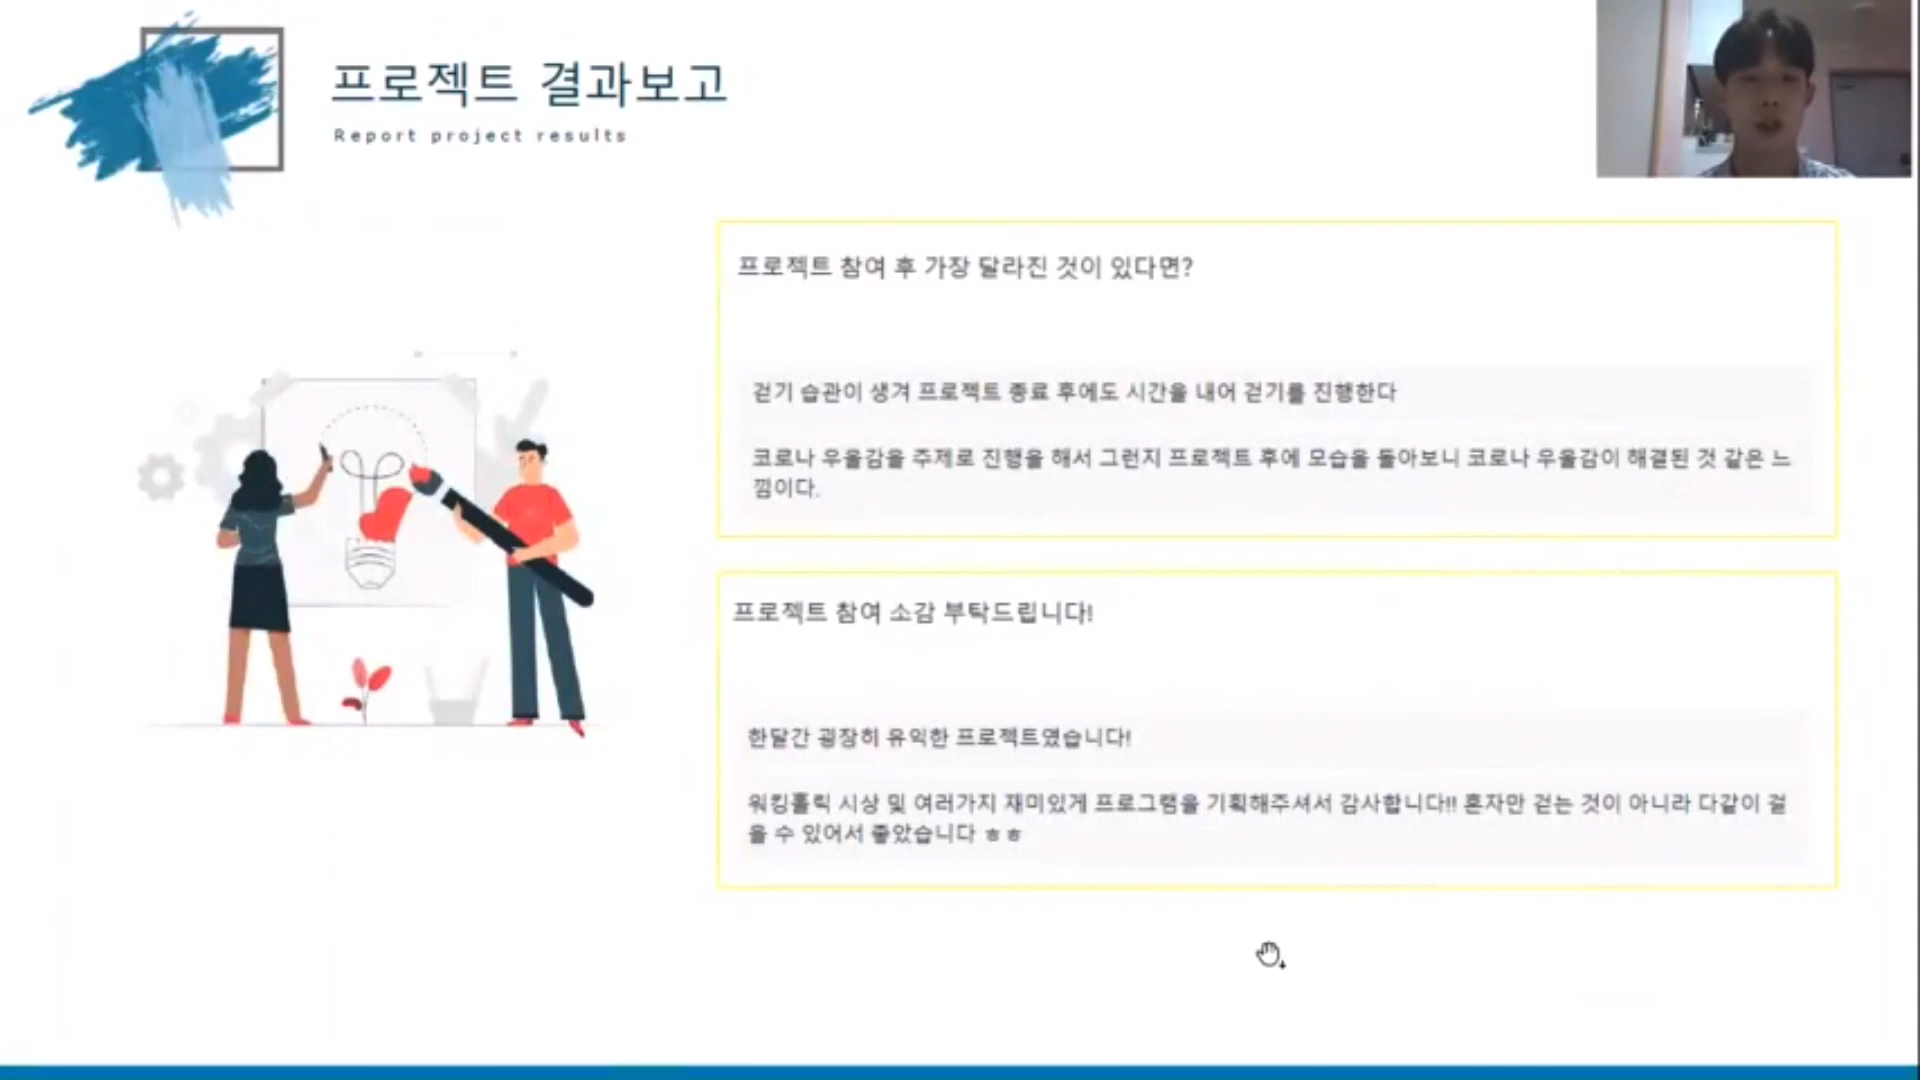 프로젝트 결과보고
Report project results
프로젝트 참여 후 가장 달라진 것이 있다면?
걷기 습관이 생겨 프로젝트 종료 후에도 시간을 내어 걷기를 진행한다
코로나 우울감을 주제로 진행을 해서 그런지 프로젝트 후에 모습을 돌아보니 코로나 우울감이 해결된 것 같은 느
낌이다.
프로젝트 참여 소감 부탁드립니다!
한달간 굉장히 유익한 프로젝트였습니다!
워킹홀릭 시상 및 여러가지 재미있게 프로그램을 기획해주셔서 감사합니다!! 혼자만 걷는 것이 아니라 다같이 걸
을 수 있어서 좋았습니다 ㅎㅎ